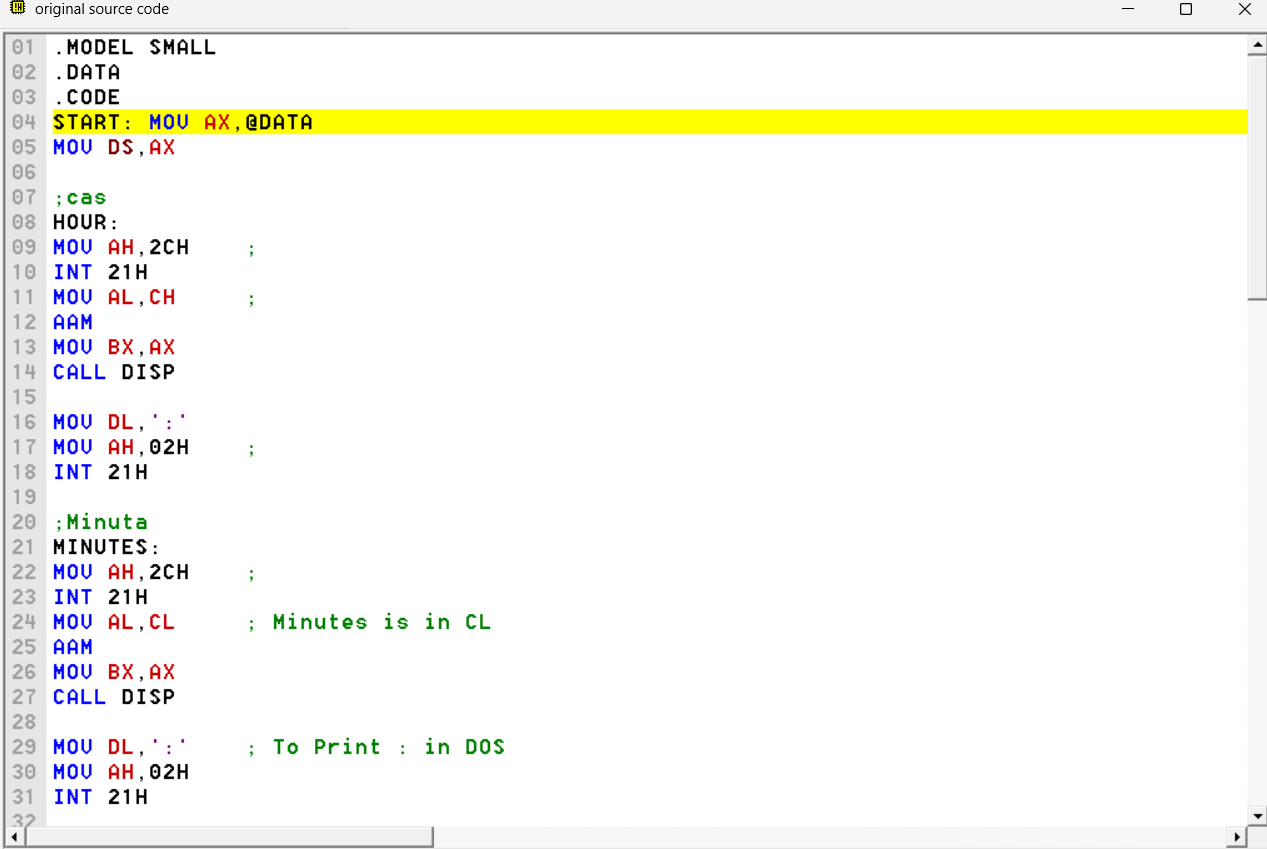 original source code
01 .MODEL SMALL
02 .DATA
03 .CODE
04 START: MOV AX,@DATA
05 MOV DS,AX
06
07 ;cas
08 HOUR:
09 MOV AH,2CH    ;
10 INT 21H
11 MOV AL,CH     ;
12 AAM
13 MOV BX,AX
14 CALL DISP
15
16 MOV DL,':'
17 MOV AH,02H    ;
18 INT 21H
19
20 ;Minuta
21 MINUTES:
22 MOV AH,2CH    ;
23 INT 21H
24 MOV AL,CL     ; Minutes is in CL
25 AAM
26 MOV BX,AX
27 CALL DISP
28
29 MOV DL,':'    ; To Print : in DOS
30 MOV AH,02H
31 INT 21H
32